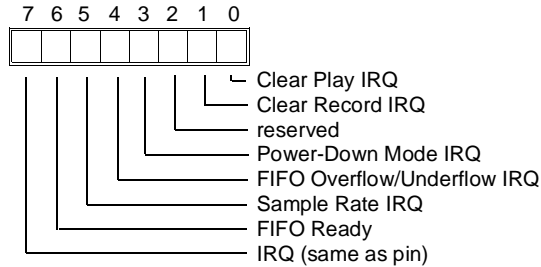 7 6 5 4 3 2 1 0
Clear Play IRQ
Clear Record IRQ
reserved
Power-Down Mode IRQ
FIFO Overflow/Underflow IRQ
Sample Rate IRQ
FIFO Ready
IRQ (same as pin)